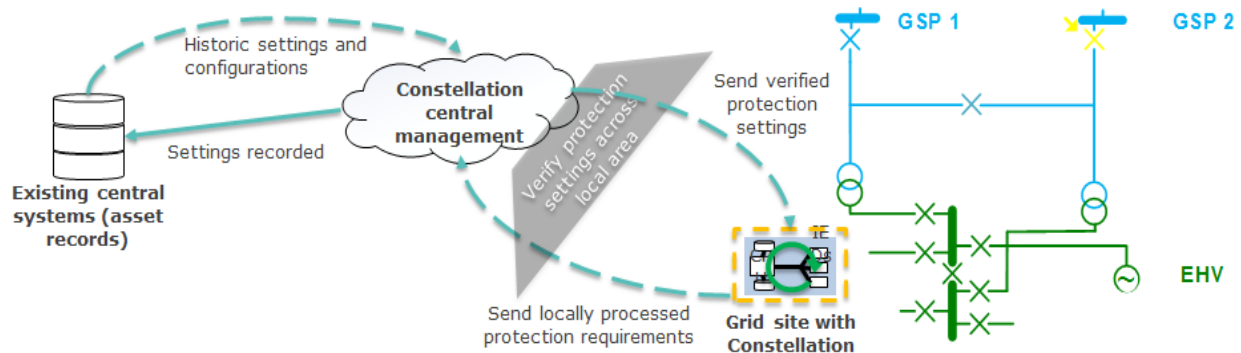 Historic settings and
configurations
Constellation
central
management
Settings recorded
Existing central
systems (asset
records)
Verify protection
settings across
local area
Send verified
protection
settings
Send locally processed
protection requirements
IE
Grid site with
Constellation
GSP 1
GSP 2
EHV